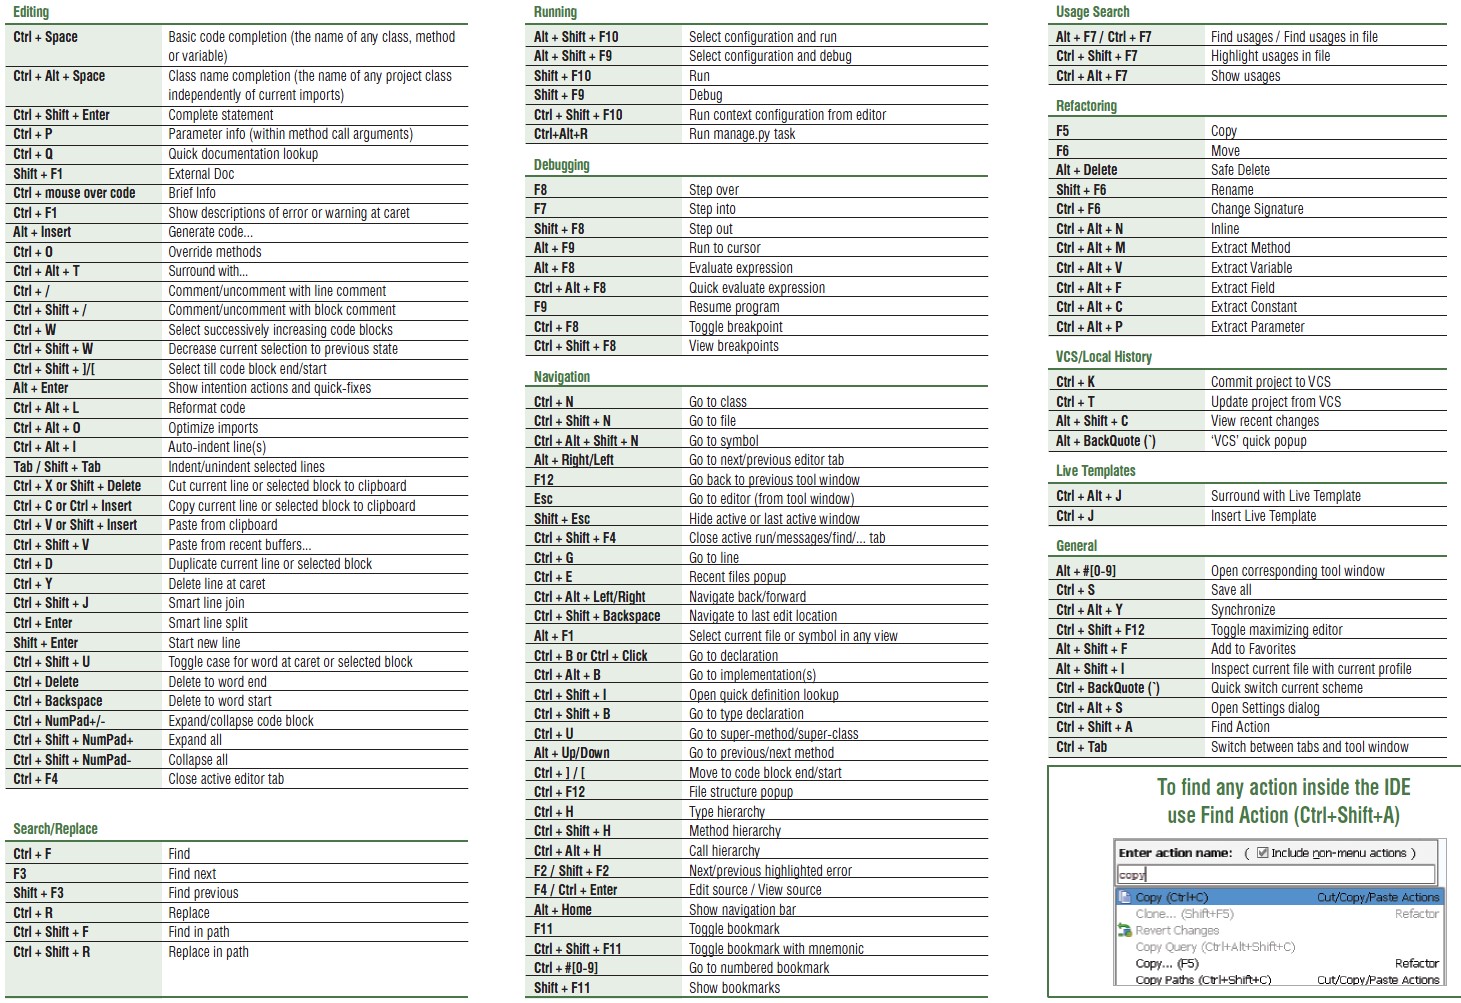 Editing
Ctrl + Space Basic code completion (the name of any class, method
or variable)
Ctrl + Alt + Space Class name completion (the name of any project class
independently of current imports)
Ctrl + Shift + Enter Complete statement
Ctrl + P Parameter info (within method call arguments)
Ctrl + Q Quick documentation lookup
Shift + F1 External Doc
Ctrl + mouse over code Brief Info
Ctrl + F1 Show descriptions of error or warning at caret
Alt + Insert Generate code...
Ctrl + O Override methods
Ctrl + Alt + T Surround with...
Ctrl + / Comment/uncomment with line comment
Ctrl + Shift + / Comment/uncomment with block comment
Ctrl + W Select successively increasing code blocks
Ctrl + Shift + W Decrease current selection to previous state
Ctrl + Shift + ]/[ Select till code block end/start
Alt + Enter Show intention actions and quick-fixes
Ctrl + Alt + L Reformat code
Ctrl + Alt + O Optimize imports
Ctrl + Alt + I Auto-indent line(s)
Tab / Shift + Tab Indent/unindent selected lines
Ctrl + X or Shift + Delete Cut current line or selected block to clipboard
Ctrl + C or Ctrl + Insert Copy current line or selected block to clipboard
Ctrl + V or Shift + Insert Paste from clipboard
Ctrl + Shift + V Paste from recent buffers...
Ctrl + D Duplicate current line or selected block
Ctrl + Y Delete line at caret
Ctrl + Shift + J Smart line join
Ctrl + Enter Smart line split
Shift + Enter Start new line
Ctrl + Shift + U Toggle case for word at caret or selected block
Ctrl + Delete Delete to word end
Ctrl + Backspace Delete to word start
Ctrl + NumPad+/- Expand/collapse code block
Ctrl + Shift + NumPad+ Expand all
Ctrl + Shift + NumPad- Collapse all
Ctrl + F4 Close active editor tab
Search/Replace
Ctrl + F Find
F3 Find next
Shift + F3 Find previous
Ctrl + R Replace
Ctrl + Shift + F Find in path
Ctrl + Shift + R Replace in path
Running
Alt + Shift + F10 Select configuration and run
Alt + Shift + F9 Select configuration and debug
Shift + F10 Run
Shift + F9 Debug
Ctrl + Shift + F10 Run context configuration from editor
Ctrl+Alt+R Run manage.py task
Debugging
F8 Step over
F7 Step into
Shift + F8 Step out
Alt + F9 Run to cursor
Alt + F8 Evaluate expression
Ctrl + Alt + F8 Quick evaluate expression
F9 Resume program
Ctrl + F8 Toggle breakpoint
Ctrl + Shift + F8 View breakpoints
Navigation
Ctrl + N Go to class
Ctrl + Shift + N Go to file
Ctrl + Alt + Shift + N Go to symbol
Alt + Right/Left Go to next/previous editor tab
F12 Go back to previous tool window
Esc Go to editor (from tool window)
Shift + Esc Hide active or last active window
Ctrl + Shift + F4 Close active run/messages/find/... tab
Ctrl + G Go to line
Ctrl + E Recent files popup
Ctrl + Alt + Left/Right Navigate back/forward
Ctrl + Shift + Backspace Navigate to last edit location
Alt + F1 Select current file or symbol in any view
Ctrl + B or Ctrl + Click Go to declaration
Ctrl + Alt + B Go to implementation(s)
Ctrl + Shift + I Open quick definition lookup
Ctrl + Shift + B Go to type declaration
Ctrl + U Go to super-method/super-class
Alt + Up/Down Go to previous/next method
Ctrl + ] / [ Move to code block end/start
Ctrl + F12 File structure popup
Ctrl + H Type hierarchy
Ctrl + Shift + H Method hierarchy
Ctrl + Alt + H Call hierarchy
F2 / Shift + F2 Next/previous highlighted error
F4 / Ctrl + Enter Edit source / View source
Alt + Home Show navigation bar
F11 Toggle bookmark
Ctrl + Shift + F11 Toggle bookmark with mnemonic
Ctrl + #[0-9] Go to numbered bookmark
Shift + F11 Show bookmarks
Usage Search
Alt + F7 / Ctrl + F7 Find usages / Find usages in file
Ctrl + Shift + F7 Highlight usages in file
Ctrl + Alt + F7 Show usages
Refactoring
F5 Copy
F6 Move
Alt + Delete Safe Delete
Shift + F6 Rename
Ctrl + F6 Change Signature
Ctrl + Alt + N Inline
Ctrl + Alt + M Extract Method
Ctrl + Alt + V Extract Variable
Ctrl + Alt + F Extract Field
Ctrl + Alt + C Extract Constant
Ctrl + Alt + P Extract Parameter
VCS/Local History
Ctrl + K Commit project to VCS
Ctrl + T Update project from VCS
Alt + Shift + C View recent changes
Alt + BackQuote (`) ‘VCS’ quick popup
Live Templates
Ctrl + Alt + J Surround with Live Template
Ctrl + J Insert Live Template
General
Alt + #[0-9] Open corresponding tool window
Ctrl + S Save all
Ctrl + Alt + Y Synchronize
Ctrl + Shift + F12 Toggle maximizing editor
Alt + Shift + F Add to Favorites
Alt + Shift + I Inspect current file with current profile
Ctrl + BackQuote (`) Quick switch current scheme
Ctrl + Alt + S Open Settings dialog
Ctrl + Shift + A Find Action
Ctrl + Tab Switch between tabs and tool window
To find any action inside the IDE
use Find Action (Ctrl+Shift+A)
Enter action name: ( Include non-menu actions )
copy
Copy (Ctrl+C) Cut/Copy/Paste Actions
Clone... (Shift+F5) Refactor
Revert Changes
Copy Query (Ctrl+Alt+Shift+C)
Copy... (F5) Refactor
Copy Paths (Ctrl+Shift+C) Cut/Copy/Paste Actions